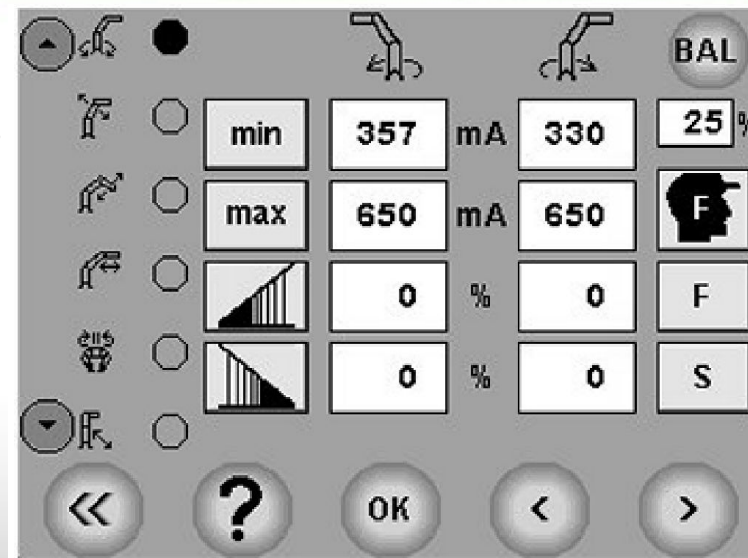 BAL
min 357 mA 330 25 %
F
max 650 mA 650
0 % 0 F
0 % 0 S
« ? OK < >